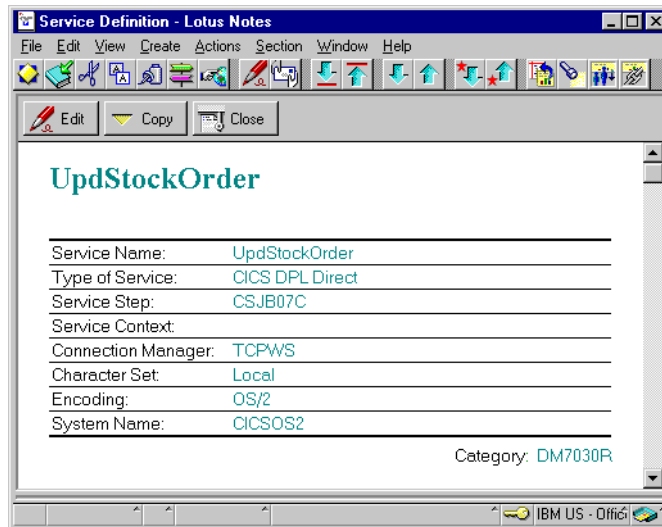 Service Definition - Lotus Notes
File Edit View Create Actions Section Window Help
Edit Copy Close
UpdStockOrder
Service Name: UpdStockOrder
Type of Service: CICS DPL Direct
Service Step: CSJB07C
Service Context:
Connection Manager: TCPWS
Character Set: Local
Encoding: OS/2
System Name: CICSOS2
Category: DM7030R
IBM US - Offic